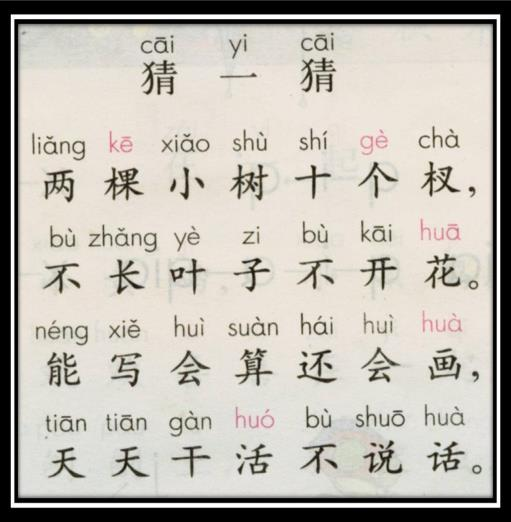 cāi yi cāi
猜一猜
liǎng kē xiǎo shù shí gè chà
两棵小树十个杈，
bù zhǎng yè zi bù kāi huā
不长叶子不开花。
néng xiě huì suàn hái huì huà
能写会算还会画，
tiān tiān gàn huó bù shuō huà
天天干活不说话。